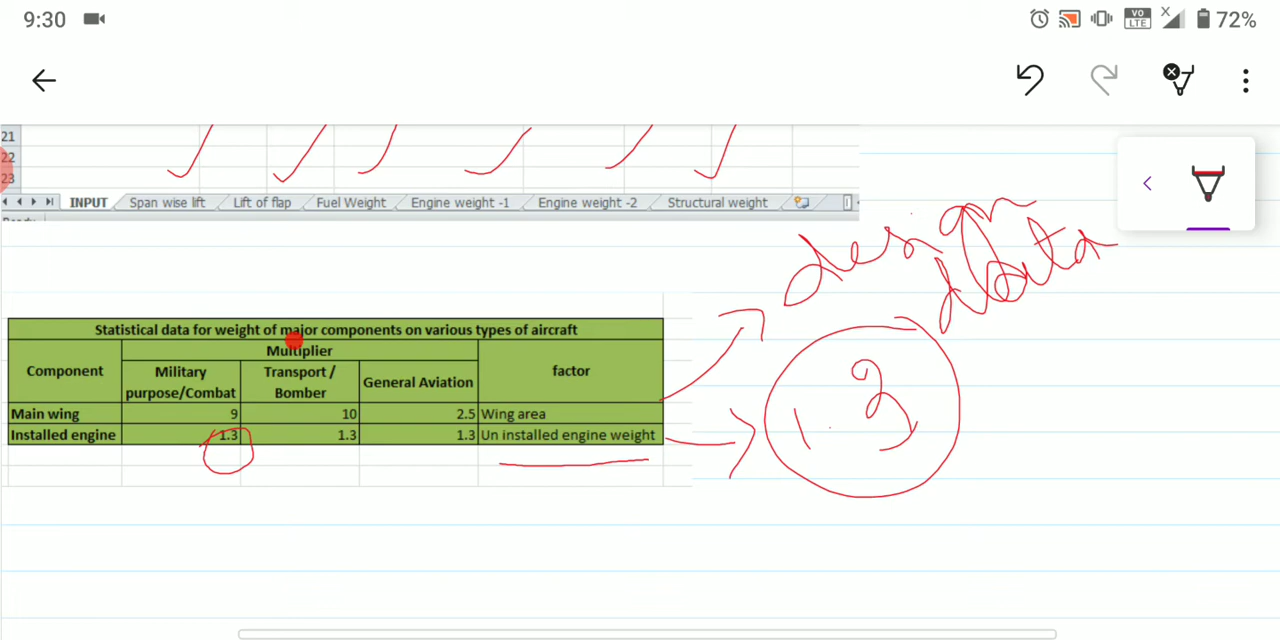 9:30 VO LTE X 72%
21
22
23
INPUT Span wise lift Lift of flap Fuel Weight Engine weight -1 Engine weight -2 Structural weight
design
data
Statistical data for weight of major components on various types of aircraft
Component Multiplier factor
Military purpose/Combat Transport / Bomber General Aviation
Main wing 9 10 2.5 Wing area
Installed engine 1.3 1.3 1.3 Un installed engine weight
1.3